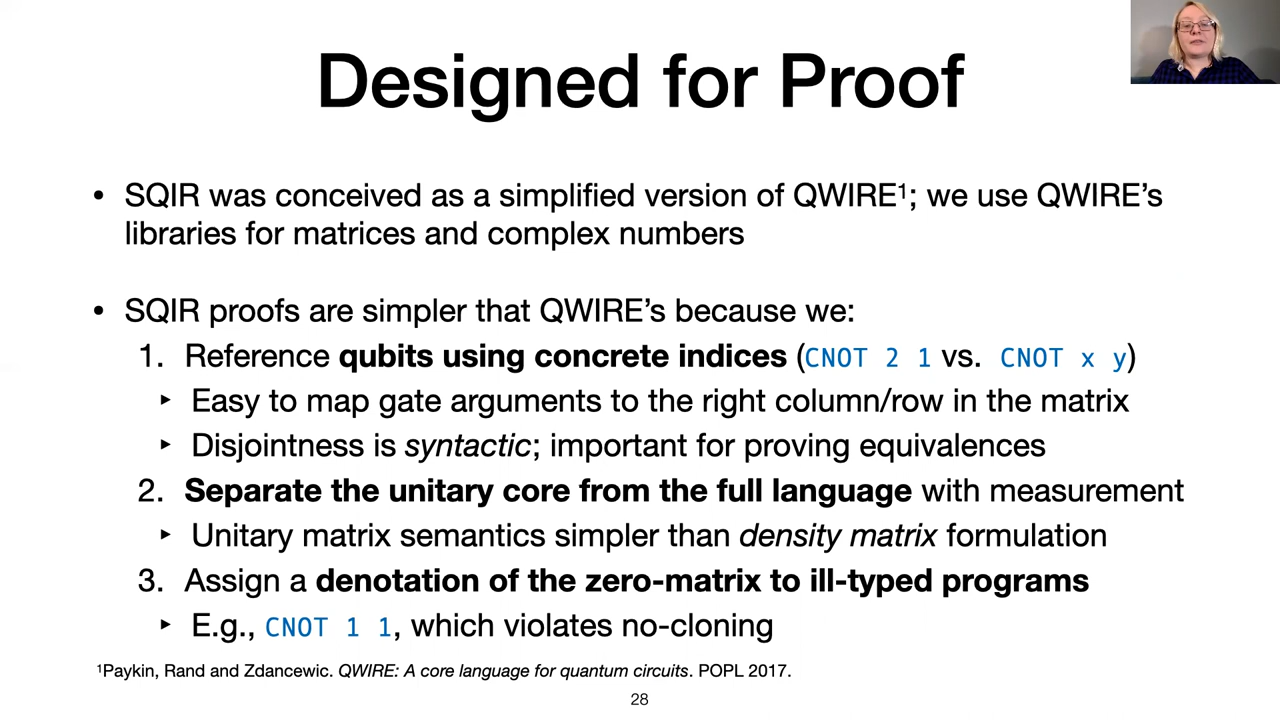 Designed for Proof
• SQIR was conceived as a simplified version of QWIRE¹; we use QWIRE’s
libraries for matrices and complex numbers
• SQIR proofs are simpler that QWIRE’s because we:
1. Reference qubits using concrete indices (CNOT 2 1 vs. CNOT x y)
‣ Easy to map gate arguments to the right column/row in the matrix
‣ Disjointness is syntactic; important for proving equivalences
2. Separate the unitary core from the full language with measurement
‣ Unitary matrix semantics simpler than density matrix formulation
3. Assign a denotation of the zero-matrix to ill-typed programs
‣ E.g., CNOT 1 1, which violates no-cloning
¹Paykin, Rand and Zdancewic. QWIRE: A core language for quantum circuits. POPL 2017.
28